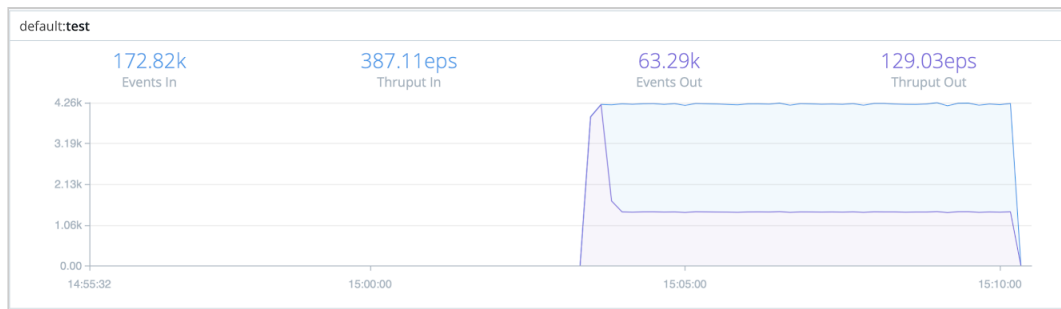 default:test
172.82k 387.11eps 63.29k 129.03eps
Events In Thruput In Events Out Thruput Out
4.26k
3.19k
2.13k
1.06k
0.00
14:55:32 15:00:00 15:05:00 15:10:00